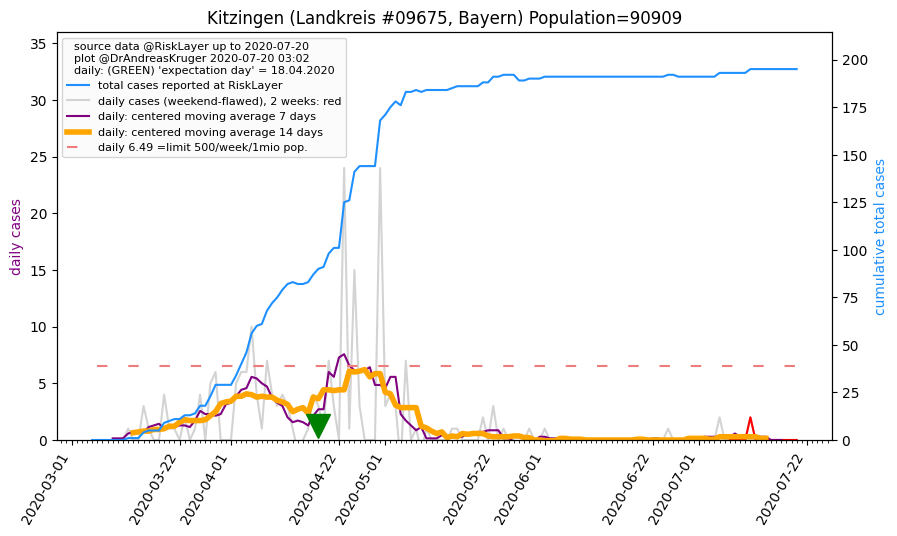 Kitzingen (Landkreis #09675, Bayern) Population=90909
source data @RiskLayer up to 2020-07-20
plot @DrAndreasKruger 2020-07-20 03:02
daily: (GREEN) 'expectation day' = 18.04.2020
total cases reported at RiskLayer
daily cases (weekend-flawed), 2 weeks: red
daily: centered moving average 7 days
daily: centered moving average 14 days
daily 6.49 =limit 500/week/1mio pop.
daily cases
35
30
25
20
15
10
5
0
cumulative total cases
200
175
150
125
100
75
50
25
0
2020-03-01
2020-03-22
2020-04-01
2020-04-22
2020-05-01
2020-05-22
2020-06-01
2020-06-22
2020-07-01
2020-07-22